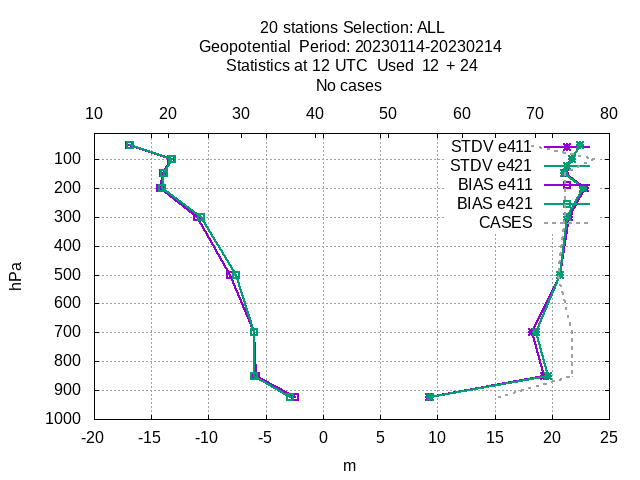 20 stations Selection: ALL
Geopotential  Period: 20230114-20230214
Statistics at 12 UTC  Used  12  + 24
No cases
10 20 30 40 50 60 70 80
STDV e411
STDV e421
BIAS e411
BIAS e421
CASES
100
200
300
400
500
600
700
800
900
1000
hPa
-20 -15 -10 -5 0 5 10 15 20 25
m